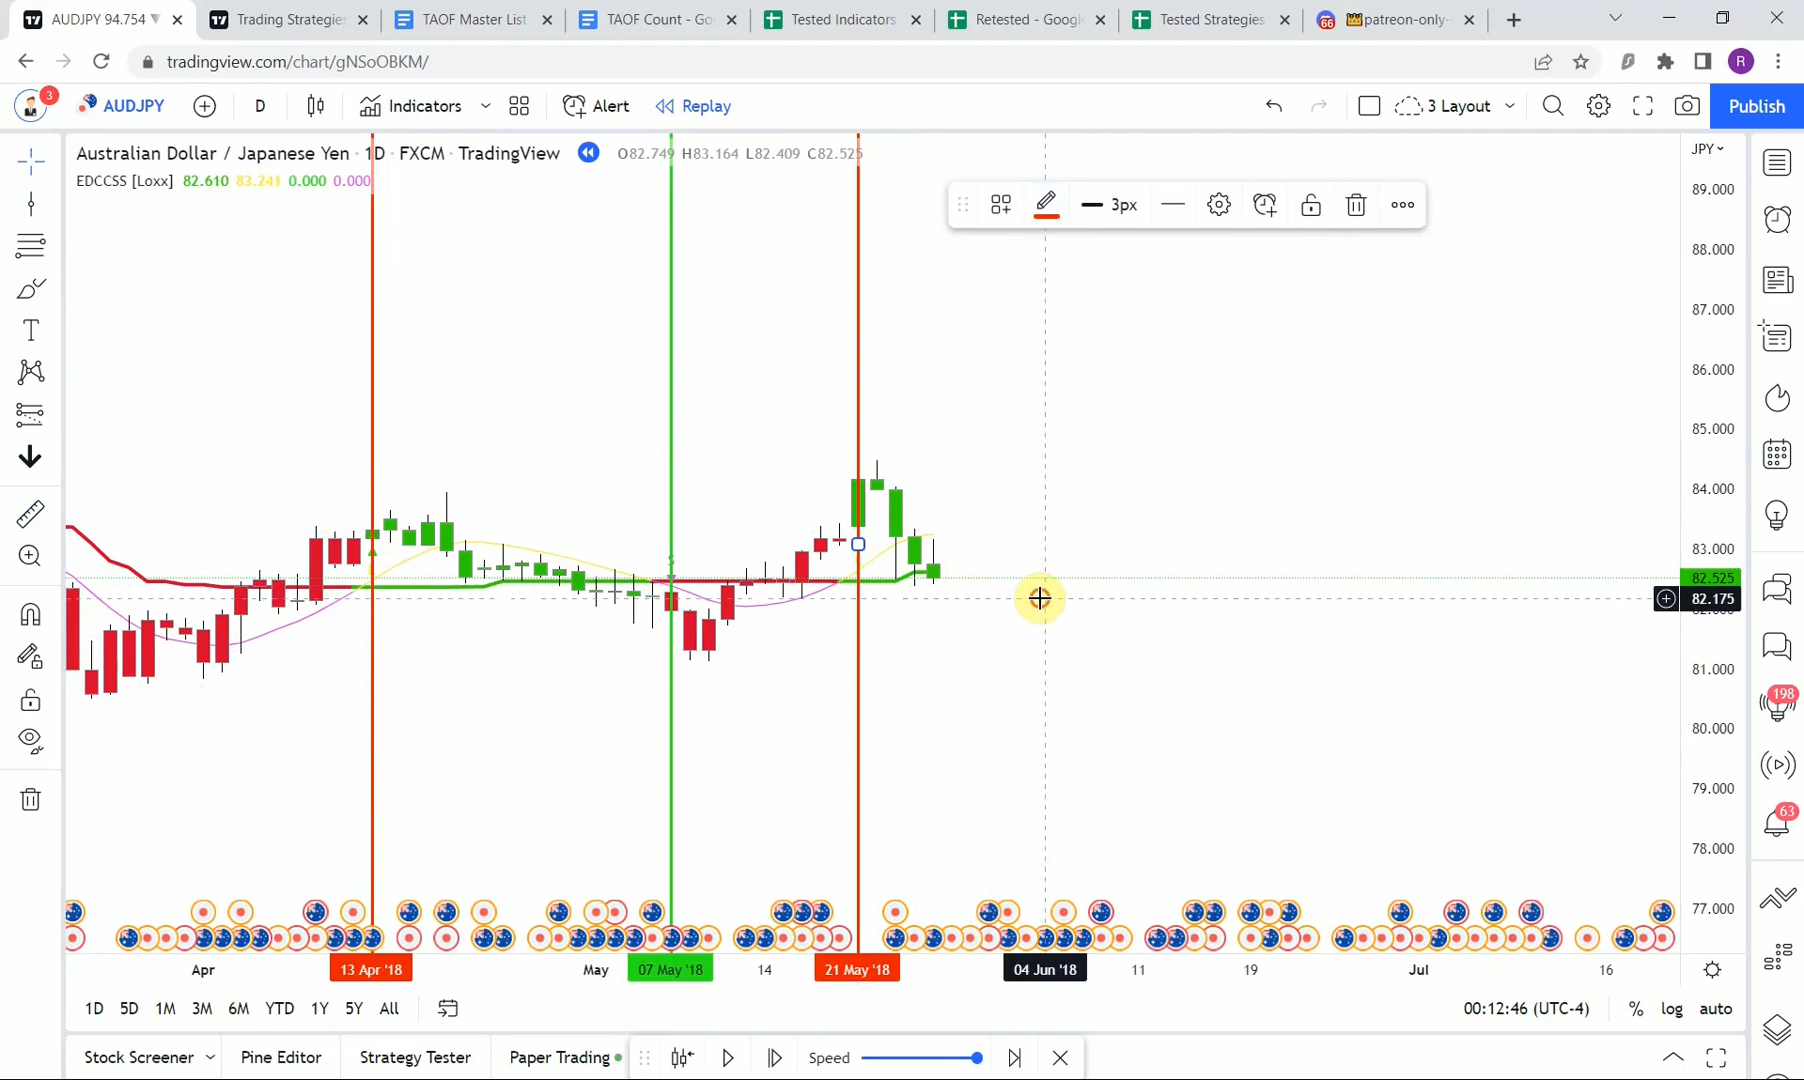 AUDJPY 94.754
Trading Strategies
TAOF Master List
TAOF Count - Go
Tested Indicators
Retested - Googl
Tested Strategies
66
patreon-only-
tradingview.com/chart/gNSoOBKM/
R
3
AUDJPY
D
Indicators
Alert
Replay
3 Layout
Publish
Australian Dollar / Japanese Yen · 1D · FXCM · TradingView
O82.749 H83.164 L82.409 C82.525
JPY
EDCCSS [Loxx] 82.610 83.241 0.000 0.000
3px
89.000
88.000
87.000
86.000
85.000
84.000
83.000
S
82.525
82.175
81.000
80.000
79.000
78.000
77.000
198
63
Apr
13 Apr '18
May
07 May '18
14
21 May '18
04 Jun '18
11
19
Jul
16
1D 5D 1M 3M 6M YTD 1Y 5Y All
00:12:46 (UTC-4)
% log auto
Stock Screener
Pine Editor
Strategy Tester
Paper Trading
Speed